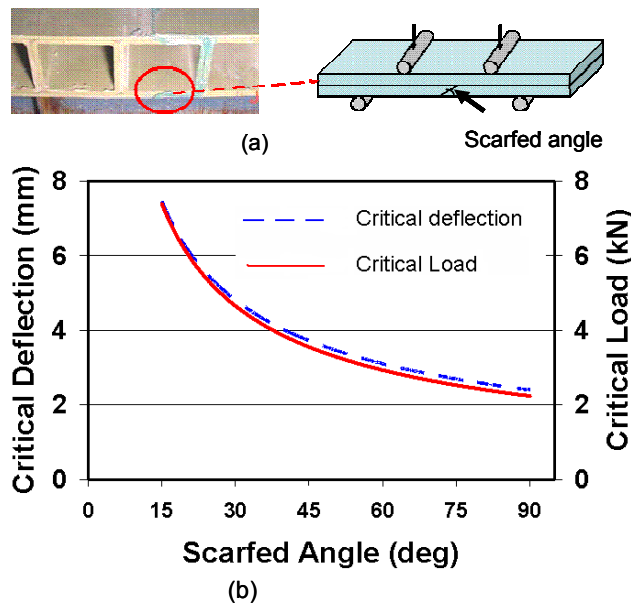 Scarfed angle
(a)
Critical Deflection (mm)
8
6
4
2
0
Critical deflection
Critical Load
8
6
4
2
0
Critical Load (kN)
0 15 30 45 60 75 90
Scarfed Angle (deg)
(b)